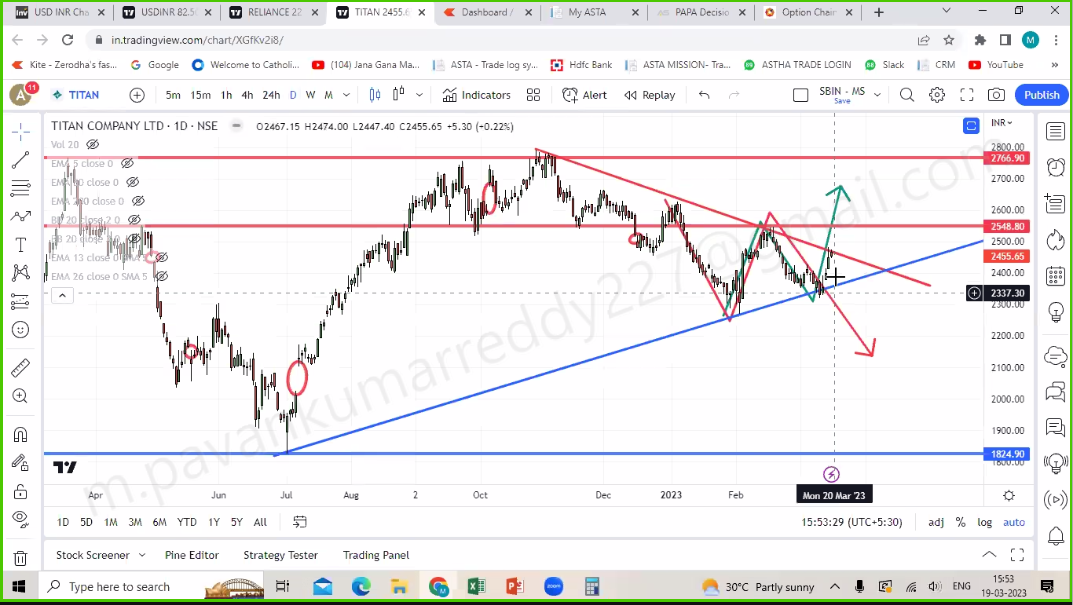 USD INR Cha
USDINR 82.50
RELIANCE 22
TITAN 2455.6
Dashboard /
My ASTA
PAPA Decisio
Option Chain
in.tradingview.com/chart/XGfKv2i8/
M
Kite - Zerodha's fas...
Google
Welcome to Catholi...
(104) Jana Gana Ma...
ASTA - Trade log sy...
Hdfc Bank
ASTA MISSION- Tra...
ASTHA TRADE LOGIN
Slack
CRM
YouTube
A 11
TITAN
5m 15m 1h 4h 24h D W M
Indicators
Alert
Replay
SBIN - MS
Save
Publish
TITAN COMPANY LTD · 1D · NSE
O2467.15 H2474.00 L2447.40 C2455.65 +5.30 (+0.22%)
INR
Vol 20
EMA 5 close 0
EMA 13 close 0
EMA 26 close 0 SMA 5
2800.00
2766.90
2700.00
2600.00
2548.80
2500.00
2455.65
2400.00
2337.30
2300.00
2200.00
2100.00
2000.00
1900.00
1824.90
1800.00
m.pavankumarreddy227@gmail.com
Apr Jun Jul Aug 2 Oct Dec 2023 Feb
Mon 20 Mar '23
1D 5D 1M 3M 6M YTD 1Y 5Y All
15:53:29 (UTC+5:30)
adj % log auto
Stock Screener
Pine Editor
Strategy Tester
Trading Panel
Type here to search
zoom
30°C Partly sunny
ENG
15:53
19-03-2023